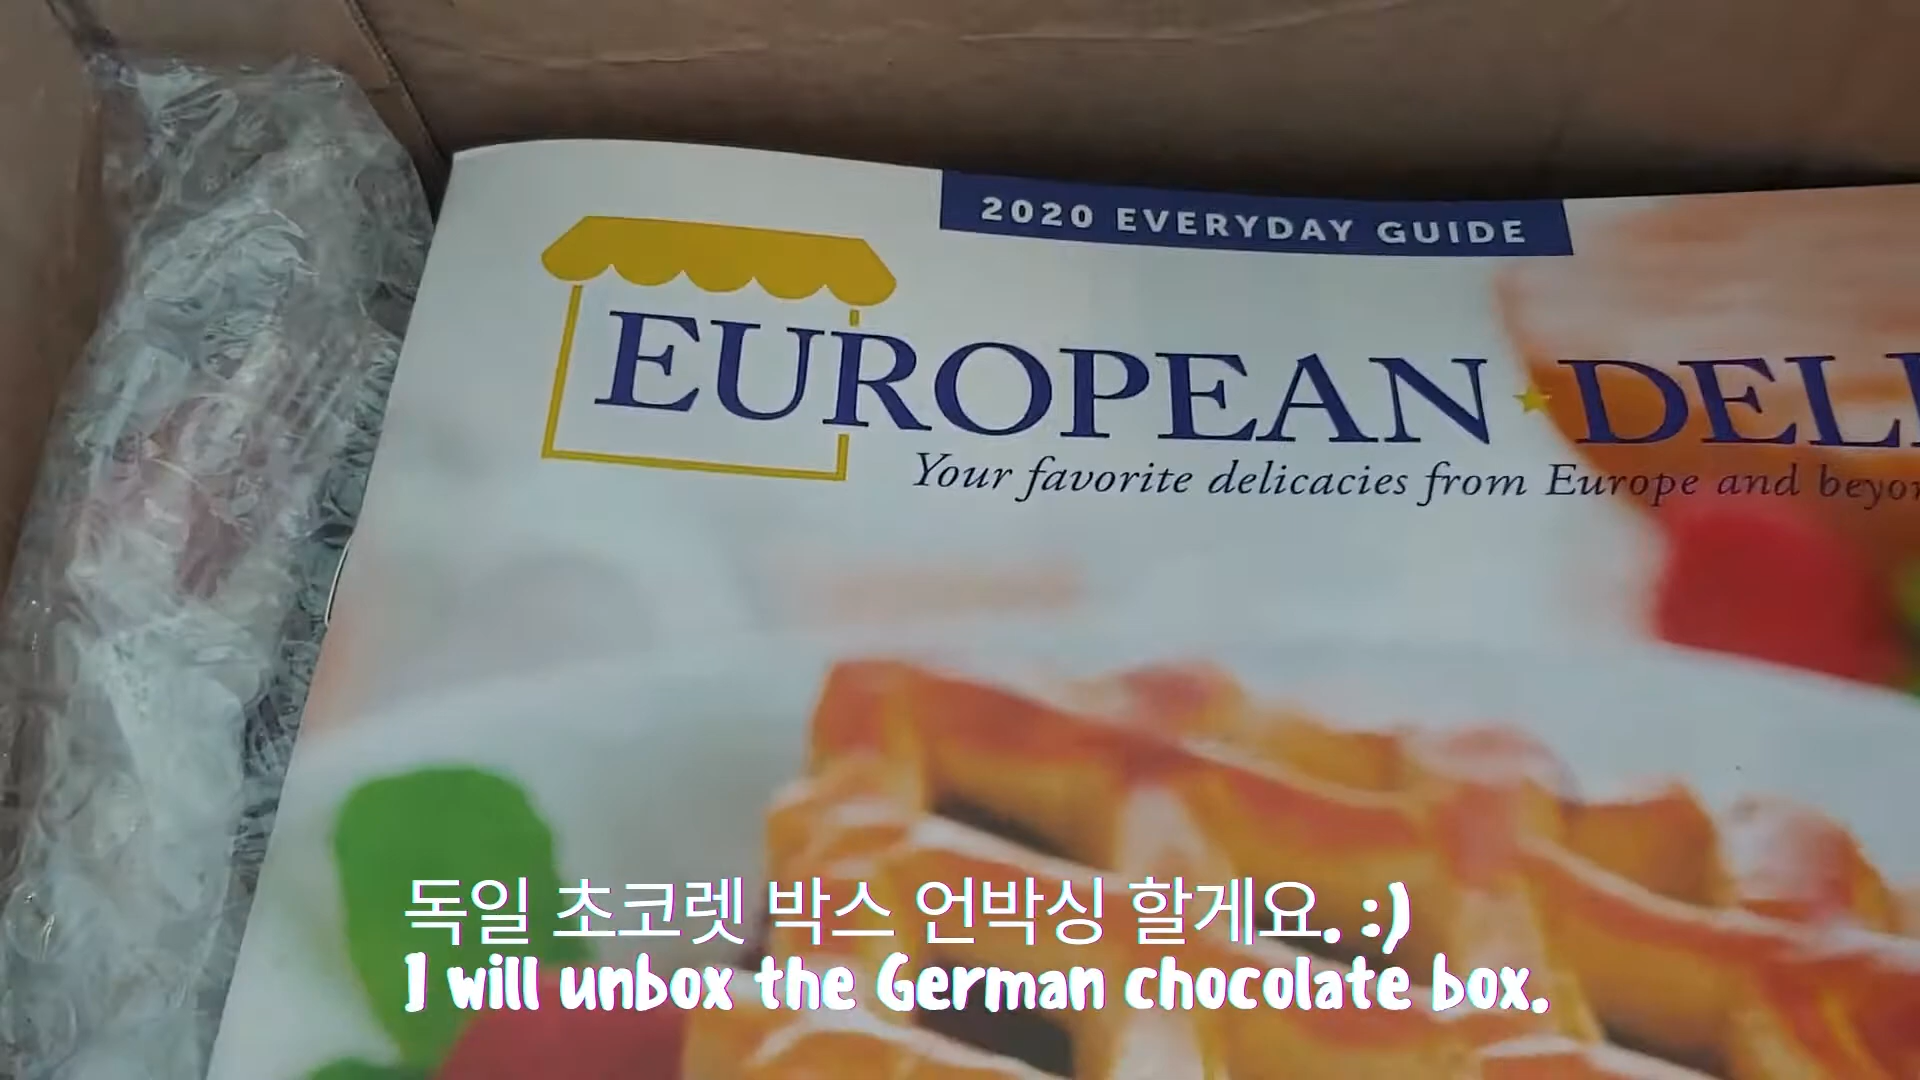 2020 EVERYDAY GUIDE
EUROPEAN DELI
Your favorite delicacies from Europe and
독일 초코렛 박스 언박싱 할게요. :)
I will unbox the German chocolate box.